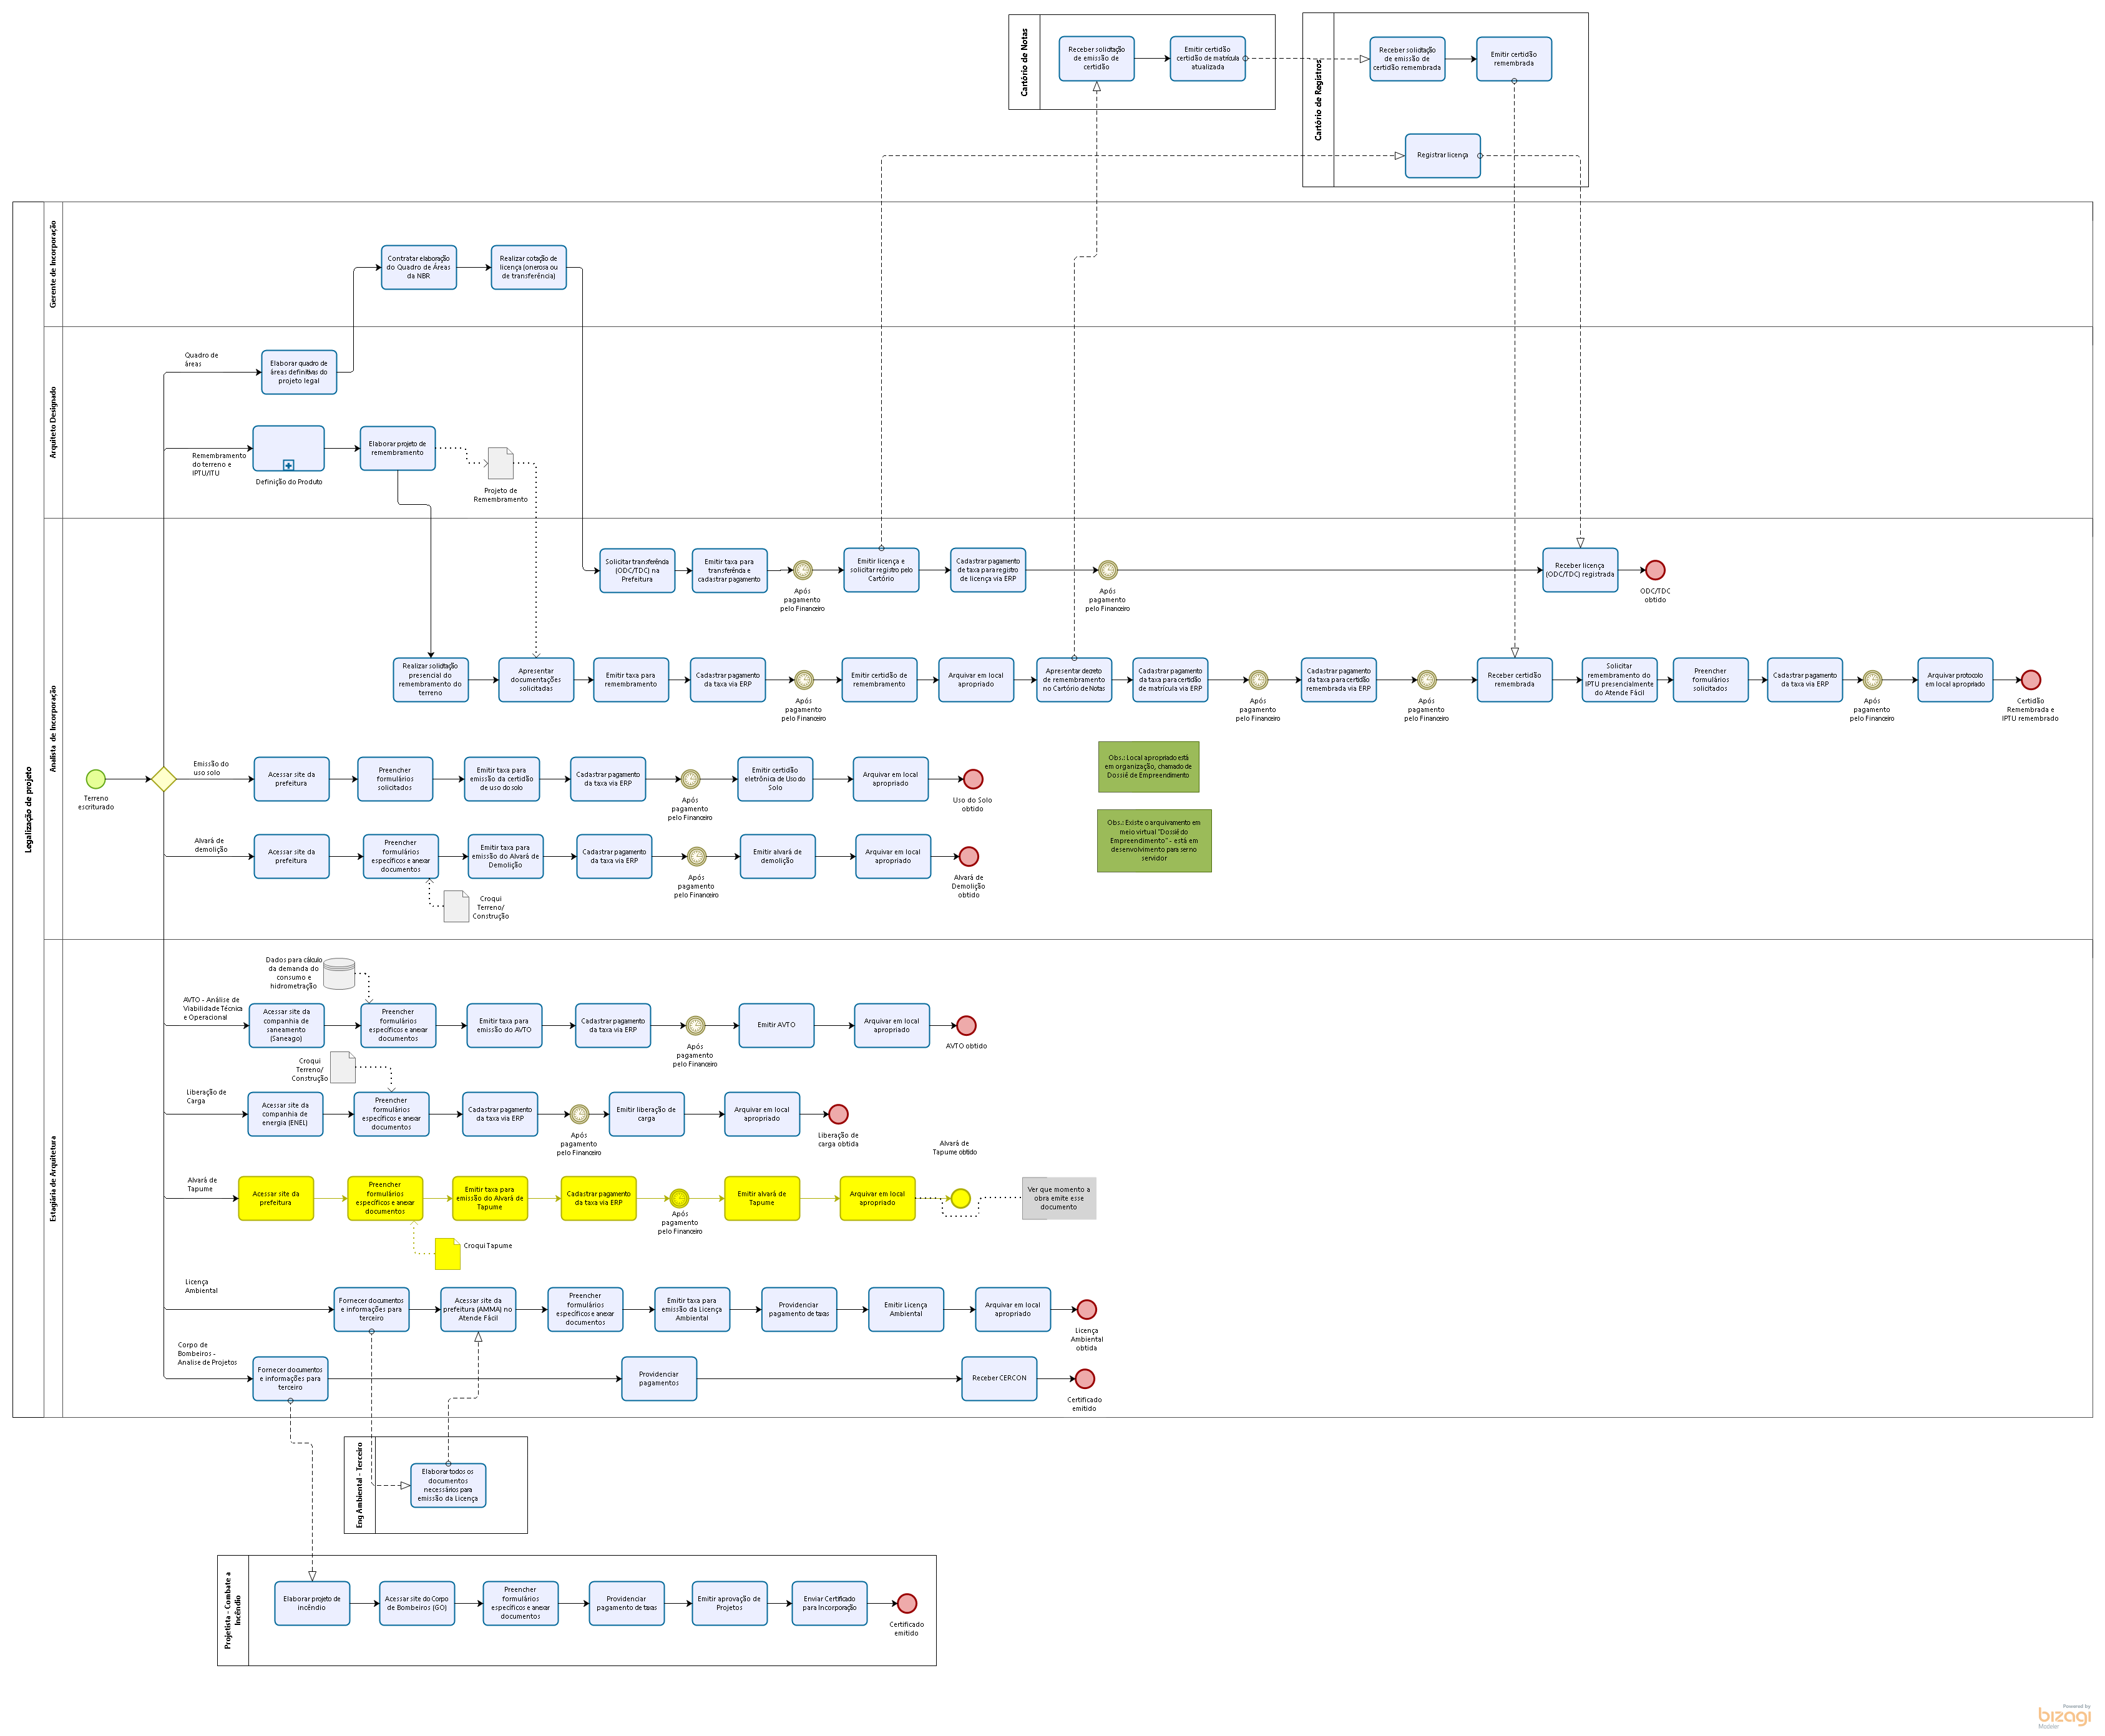 Cartório de Notas
Receber solicitação
de emissão de
certidão
Emitir certidão
certidão de matrícula
atualizada
Cartório de Registros
Receber solicitação
de emissão de
certidão remembrada
Emitir certidão
remembrada
Registrar licença
Legalização de projeto
Gerente de Incorporação
Contratar elaboração
do Quadro de Áreas
da NBR
Realizar cotação de
licença (onerosa ou
de transferência)
Arquiteto Designado
Quadro de
áreas
Elaborar quadro de
áreas definitivas do
projeto legal
Remembramento
do terreno e
IPTU/ITU
Definição do Produto
Elaborar projeto de
remembramento
Projeto de
Remembramento
Analista de Incorporação
Solicitar transferência
(ODC/TDC) na
Prefeitura
Emitir taxa para
transferência e
cadastrar pagamento
Após
pagamento
pelo Financeiro
Emitir licença e
solicitar registro pelo
Cartório
Cadastrar pagamento
de taxa para registro
de licença via ERP
Após
pagamento
pelo Financeiro
Receber licença
(ODC/TDC) registrada
ODC/TDC
obtido
Realizar solicitação
presencial do
remembramento do
terreno
Apresentar
documentações
solicitadas
Emitir taxa para
remembramento
Cadastrar pagamento
da taxa via ERP
Após
pagamento
pelo Financeiro
Emitir certidão de
remembramento
Arquivar em local
apropriado
Apresentar decreto
de remembramento
no Cartório de Notas
Cadastrar pagamento
da taxa para certidão
de matrícula via ERP
Após
pagamento
pelo Financeiro
Cadastrar pagamento
da taxa para certidão
remembrada via ERP
Após
pagamento
pelo Financeiro
Receber certidão
remembrada
Solicitar
remembramento do
IPTU presencialmente
do Atende Fácil
Preencher
formulários
solicitados
Cadastrar pagamento
da taxa via ERP
Após
pagamento
pelo Financeiro
Arquivar protocolo
em local apropriado
Certidão
Remembrada e
IPTU remembrado
Terreno
escriturado
Emissão do
uso solo
Acessar site da
prefeitura
Preencher
formulários
solicitados
Emitir taxa para
emissão da certidão
de uso do solo
Cadastrar pagamento
da taxa via ERP
Após
pagamento
pelo Financeiro
Emitir certidão
eletrônica de Uso do
Solo
Arquivar em local
apropriado
Uso do Solo
obtido
Obs.: Local apropriado está
em organização, chamado de
Dossiê de Empreendimento
Obs.: Existe o arquivamento em
meio virtual "Dossiê do
Empreendimento" - está em
desenvolvimento para ser no
servidor
Alvará de
demolição
Acessar site da
prefeitura
Preencher
formulários
específicos e anexar
documentos
Emitir taxa para
emissão do Alvará de
Demolição
Cadastrar pagamento
da taxa via ERP
Após
pagamento
pelo Financeiro
Emitir alvará de
demolição
Arquivar em local
apropriado
Alvará de
Demolição
obtido
Croqui
Terreno/
Construção
Estagiária de Arquitetura
Dados para cálculo
da demanda do
consumo e
hidrometração
AVTO - Análise de
Viabilidade Técnica
e Operacional
Acessar site da
companhia de
saneamento
(Saneago)
Preencher
formulários
específicos e anexar
documentos
Emitir taxa para
emissão do AVTO
Cadastrar pagamento
da taxa via ERP
Após
pagamento
pelo Financeiro
Emitir AVTO
Arquivar em local
apropriado
AVTO obtido
Croqui
Terreno/
Construção
Liberação de
Carga
Acessar site da
companhia de
energia (ENEL)
Preencher
formulários
específicos e anexar
documentos
Cadastrar pagamento
da taxa via ERP
Após
pagamento
pelo Financeiro
Emitir liberação de
carga
Arquivar em local
apropriado
Liberação de
carga obtida
Alvará de
Tapume
Acessar site da
prefeitura
Preencher
formulários
específicos e anexar
documentos
Emitir taxa para
emissão do Alvará de
Tapume
Cadastrar pagamento
da taxa via ERP
Após
pagamento
pelo Financeiro
Emitir alvará de
Tapume
Arquivar em local
apropriado
Alvará de
Tapume obtido
Ver que momento a
obra emite esse
documento
Croqui Tapume
Licença
Ambiental
Fornecer documentos
e informações para
terceiro
Acessar site da
prefeitura (AMMA) no
Atende Fácil
Preencher
formulários
específicos e anexar
documentos
Emitir taxa para
emissão da Licença
Ambiental
Providenciar
pagamento de taxas
Emitir Licença
Ambiental
Arquivar em local
apropriado
Licença
Ambiental
obtida
Corpo de
Bombeiros -
Analise de Projetos
Fornecer documentos
e informações para
terceiro
Providenciar
pagamentos
Receber CERCON
Certificado
emitido
Eng Ambiental - Terceiro
Elaborar todos os
documentos
necessários para
emissão da Licença
Projetista - Combate a
Incêndio
Elaborar projeto de
incêndio
Acessar site do Corpo
de Bombeiros (GO)
Preencher
formulários
específicos e anexar
documentos
Providenciar
pagamento de taxas
Emitir aprovação de
Projetos
Enviar Certificado
para Incorporação
Certificado
emitido
Powered by
bizagi
Modeler